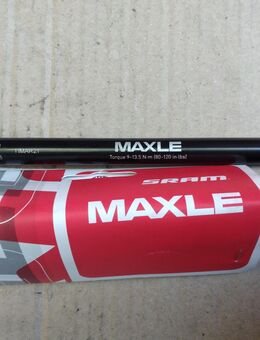 MAXLE
Torque 9-13.5 N·m (80-120 in·lbs)
SRAM
MAXLE